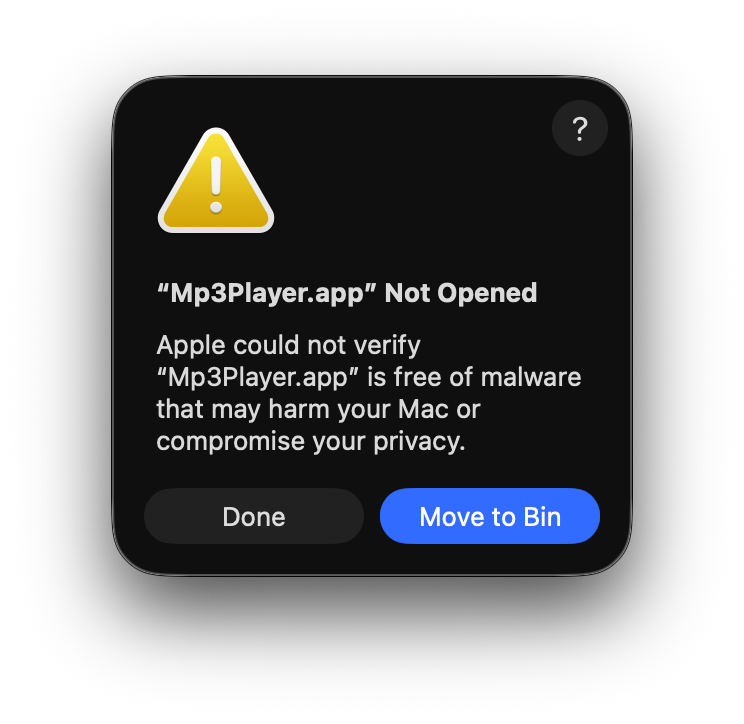 ?
“Mp3Player.app” Not Opened
Apple could not verify
“Mp3Player.app” is free of malware
that may harm your Mac or
compromise your privacy.
Done
Move to Bin